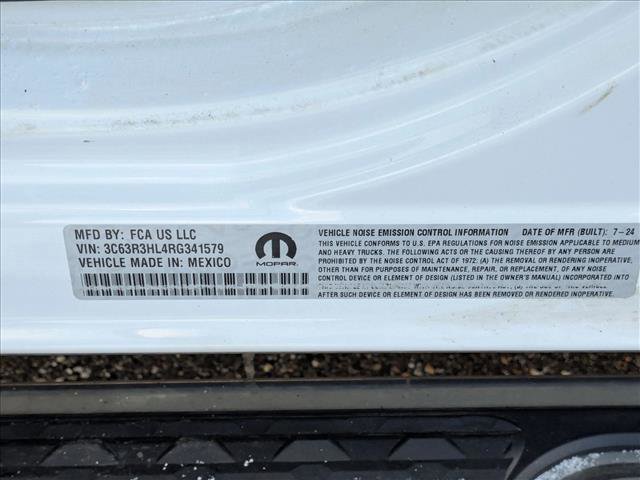 MFD BY: FCA US LLC
VIN: 3C63R3HL4RG341579
VEHICLE MADE IN: MEXICO
MOPAR
VEHICLE NOISE EMISSION CONTROL INFORMATION DATE OF MFR (BUILT): 7-24
THIS VEHICLE CONFORMS TO U.S. EPA REGULATIONS FOR NOISE EMISSION APPLICABLE TO MEDIUM
AND HEAVY TRUCKS. THE FOLLOWING ACTS OR THE CAUSING THEREOF BY ANY PERSON ARE
PROHIBITED BY THE NOISE CONTROL ACT OF 1972: (A) THE REMOVAL OR RENDERING INOPERATIVE,
OTHER THAN FOR PURPOSES OF MAINTENANCE, REPAIR, OR REPLACEMENT, OF ANY NOISE
CONTROL DEVICE OR ELEMENT OF DESIGN (LISTED IN THE OWNER'S MANUAL) INCORPORATED INTO
AFTER SUCH DEVICE OR ELEMENT OF DESIGN HAS BEEN REMOVED OR RENDERED INOPERATIVE.